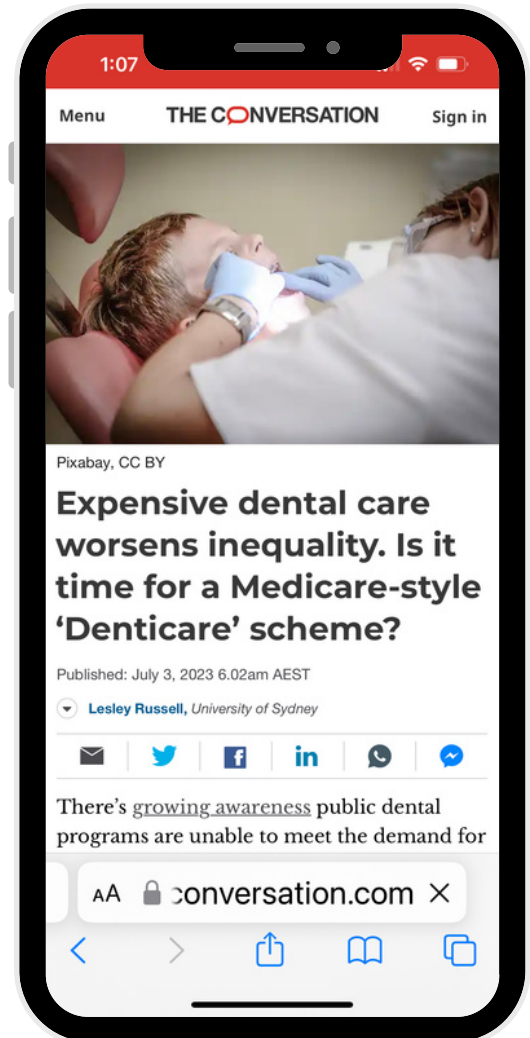 1:07
Menu
THE CONVERSATION
Sign in
Pixabay, CC BY
Expensive dental care
worsens inequality. Is it
time for a Medicare-style
‘Denticare’ scheme?
Published: July 3, 2023 6.02am AEST
Lesley Russell, University of Sydney
There’s growing awareness public dental
programs are unable to meet the demand for
AA
conversation.com